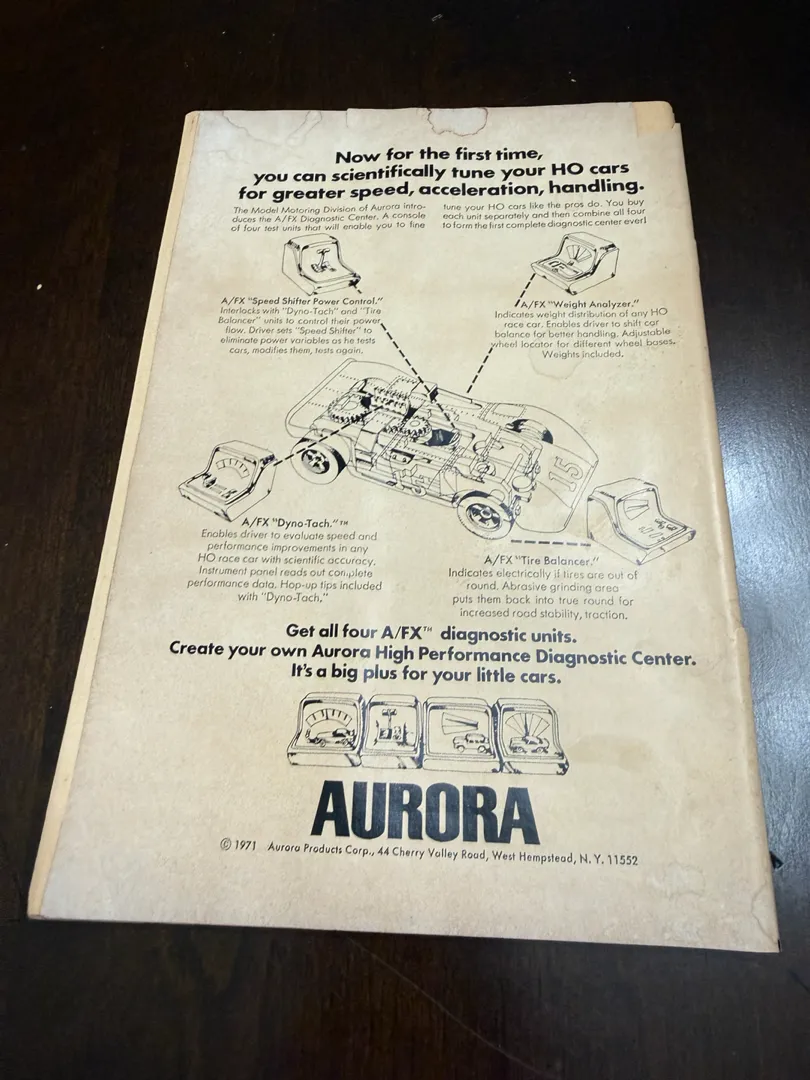 Now for the first time,
you can scientifically tune your HO cars
for greater speed, acceleration, handling.
The Model Motoring Division of Aurora intro-
duces the A/FX Diagnostic Center. A console
of four test units that will enable you to fine
tune your HO cars like the pros do. You buy
each unit separately and then combine all four
to form the first complete diagnostic center ever!
A/FX "Speed Shifter Power Control."
Interlocks with "Dyno-Tach" and "Tire
Balancer" units to control their power
flow. Driver sets "Speed Shifter" to
eliminate power variables as he tests
cars, modifies them, tests again.
A/FX "Weight Analyzer."
Indicates weight distribution of any HO
race car. Enables driver to shift car
balance for better handling. Adjustable
wheel locator for different wheel bases.
Weights included.
15
A/FX "Dyno-Tach."™
Enables driver to evaluate speed and
performance improvements in any
HO race car with scientific accuracy.
Instrument panel reads out complete
performance data. Hop-up tips included
with "Dyno-Tach."
A/FX "Tire Balancer."
Indicates electrically if tires are out of
round. Abrasive grinding area
puts them back into true round for
increased road stability, traction.
Get all four A/FX™ diagnostic units.
Create your own Aurora High Performance Diagnostic Center.
It's a big plus for your little cars.
AURORA
© 1971 Aurora Products Corp., 44 Cherry Valley Road, West Hempstead, N.Y. 11552